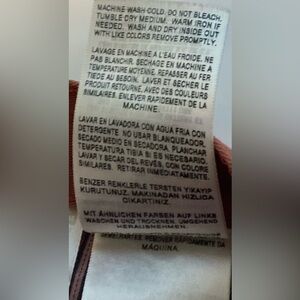 MACHINE WASH COLD. DO NOT BLEACH.
TUMBLE DRY MEDIUM. WARM IRON IF
NEEDED. WASH AND DRY INSIDE OUT
WITH LIKE COLORS REMOVE PROMPTLY.
LAVAGE EN MACHINE A L'EAU FROIDE. NE
PAS BLANCHIR. SECHAGE EN MACHINE A
TEMPERATURE MOYENNE. REPASSER AU FER
TIEDE AU BESOIN. LAVER ET SECHER LE
PRODUIT RETOURNE, AVEC DES COULEURS
SIMILAIRES. ENLEVER RAPIDEMENT DE LA
MACHINE.
LAVAR EN LAVADORA CON AGUA FRIA CON
DETERGENTE. NO USAR BLANQUEADOR.
SECADO MEDIO EN SECADORA. PLANCHAR
TEMPERATURA TIBIA SI ES NECESARIO.
LAVAR Y SECAR DEL REVÉS, CON COLORE
SIMILARES. RETIRAR INMEDIATAMENTE.
BENZER RENKLERLE TERSTEN YIKAYIP
KURUTUNUZ. MAKINADAN HIZLICA
CIKARTINIZ.
MIT ÄHNLICHEN FARBEN AUF LINKS
WASCHEN UND TROCKNEN. UMGEHEND
HERAUSNEHMEN.
REMOVER RAPIDAMENTE DA
MÁQUINA.